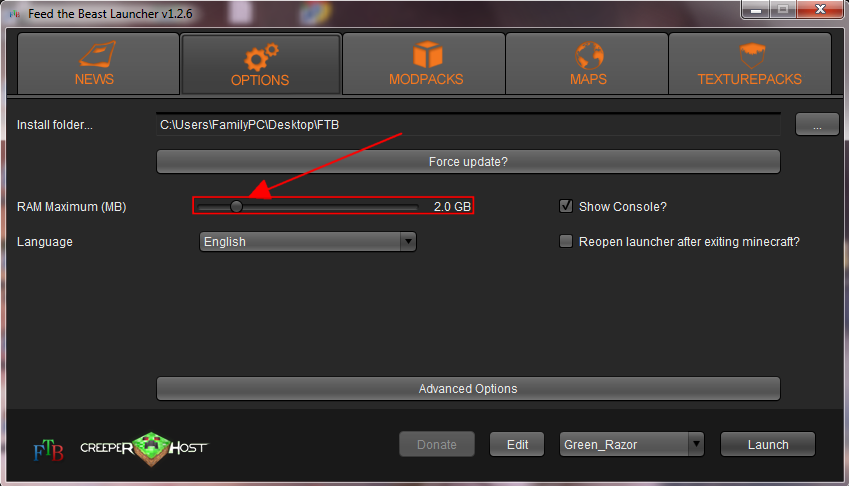 Feed the Beast Launcher v1.2.6
NEWS
OPTIONS
MODPACKS
MAPS
TEXTUREPACKS
Install folder... C:\Users\FamilyPC\Desktop\FTB ...
Force update?
RAM Maximum (MB) 2.0 GB Show Console?
Language English Reopen launcher after exiting minecraft?
Advanced Options
FTB CREEPER HOST Donate Edit Green_Razor Launch